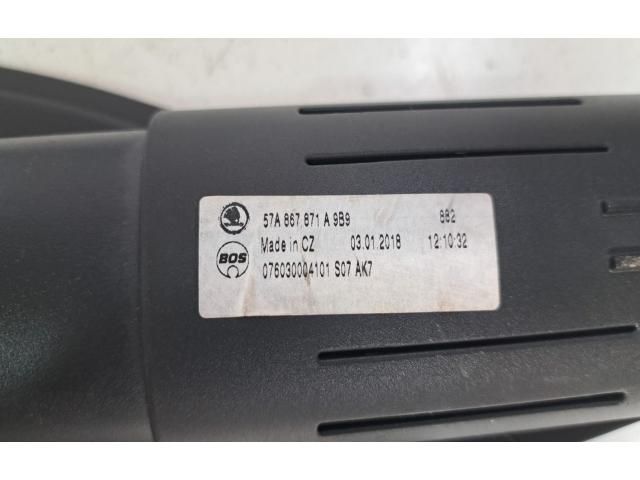 57A 867 871 A 9B9 882
Made in CZ 03.01.2018 12:10:32
BOS
076030004101 S07 AK7